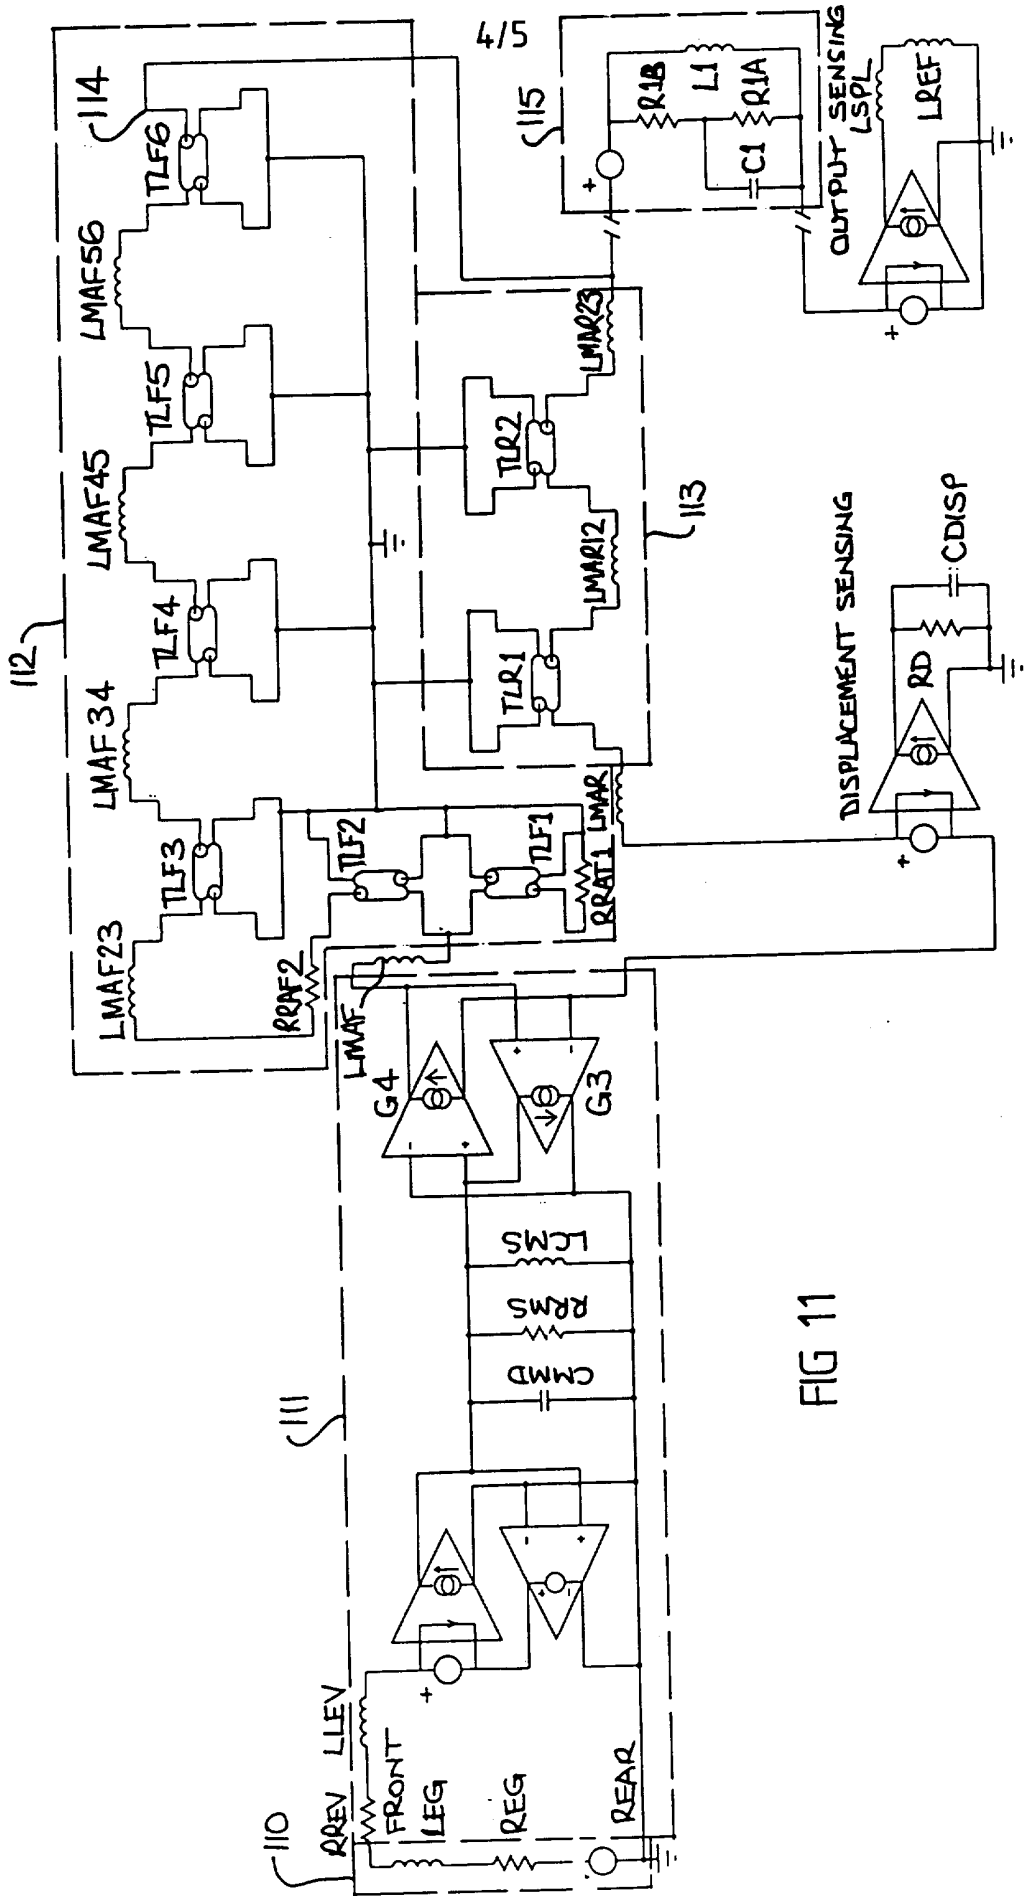 4/5
110
RREV LLEV
FRONT
LEG
REG
REAR
+
+
-
-
+
111
CMMD
RRMS
LCMS
G4
-
+
G3
+
-
LMAF
112
LMAF23
RRAF2
TLF3
TLF2
TLF1
RRAT1
LMAR
LMAF34
TLF4
LMAF45
TLF5
LMAF56
TLF6
114
TLR1
LMAR12
TLR2
LMAR23
113
115
+
R1B
L1
C1
R1A
OUTPUT SENSING
LSPL
LREF
+
DISPLACEMENT SENSING
+
RD
CDISP
FIG 11